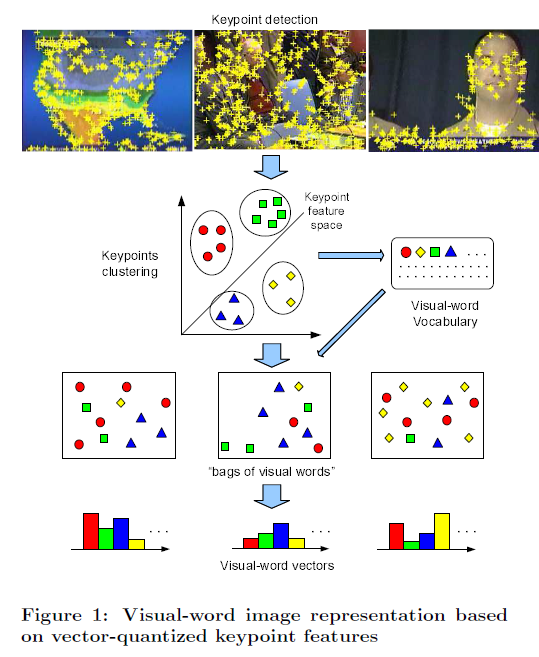 Keypoint detection
Keypoint
feature
space
Keypoints
clustering
Visual-word
Vocabulary
"bags of visual words"
Visual-word vectors
Figure 1: Visual-word image representation based
on vector-quantized keypoint features